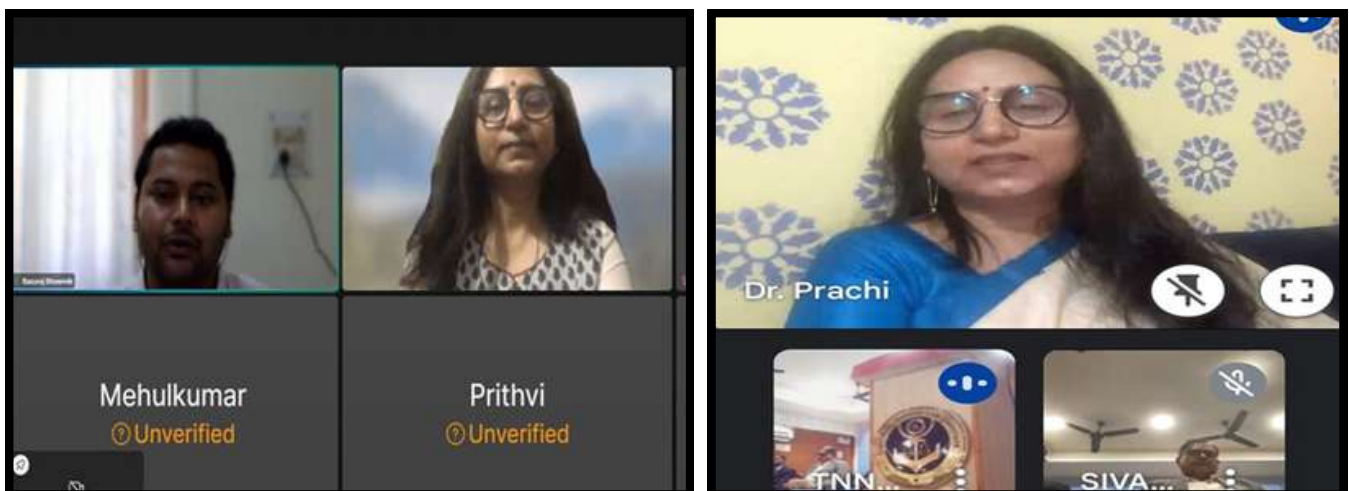 Mehulkumar
Unverified
Prithvi
Unverified
Dr. Prachi
TNN...
SIVA...